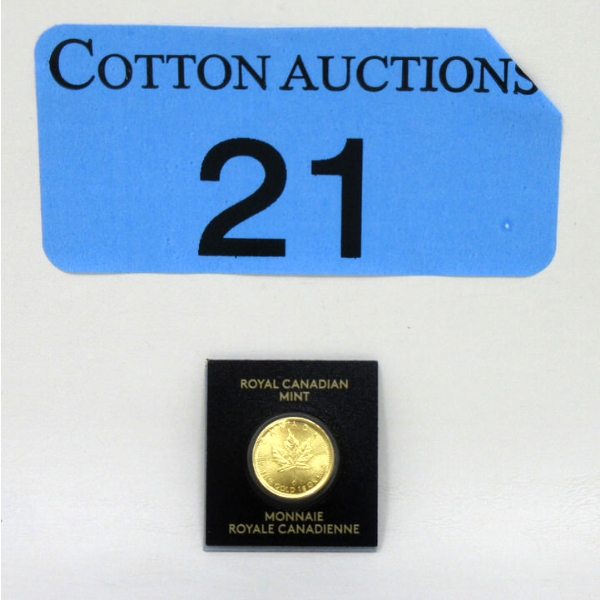 COTTON AUCTIONS
21
ROYAL CANADIAN
MINT
MONNAIE
ROYALE CANADIENNE